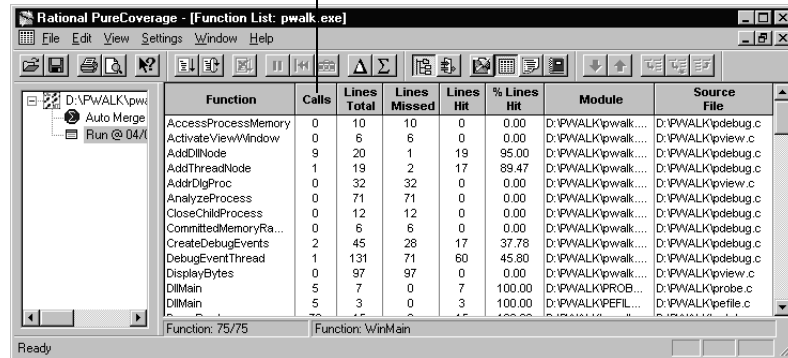 Rational PureCoverage - [Function List: pwalk.exe]
File Edit View Settings Window Help
D:\PWALK\pwa
Auto Merge
Run @ 04/0
Function Calls Lines Total Lines Missed Lines Hit % Lines Hit Module Source File
AccessProcessMemory 0 10 10 0 0.00 D:\PWALK\pwalk.... D:\PWALK\pdebug.c
ActivateViewWindow 0 6 6 0 0.00 D:\PWALK\pwalk.... D:\PWALK\pview.c
AddDllNode 9 20 1 19 95.00 D:\PWALK\pwalk.... D:\PWALK\pdebug.c
AddThreadNode 1 19 2 17 89.47 D:\PWALK\pwalk.... D:\PWALK\pdebug.c
AddrDlgProc 0 32 32 0 0.00 D:\PWALK\pwalk.... D:\PWALK\pview.c
AnalyzeProcess 0 71 71 0 0.00 D:\PWALK\pwalk.... D:\PWALK\pdebug.c
CloseChildProcess 0 12 12 0 0.00 D:\PWALK\pwalk.... D:\PWALK\pdebug.c
CommittedMemoryRa... 0 6 6 0 0.00 D:\PWALK\pwalk.... D:\PWALK\pdebug.c
CreateDebugEvents 2 45 28 17 37.78 D:\PWALK\pwalk.... D:\PWALK\pdebug.c
DebugEventThread 1 131 71 60 45.80 D:\PWALK\pwalk.... D:\PWALK\pdebug.c
DisplayBytes 0 97 97 0 0.00 D:\PWALK\pwalk.... D:\PWALK\pview.c
DllMain 5 7 0 7 100.00 D:\PWALK\PROB... D:\PWALK\probe.c
DllMain 5 3 0 3 100.00 D:\PWALK\PEFIL... D:\PWALK\pefile.c
Function: 75/75 Function: WinMain
Ready